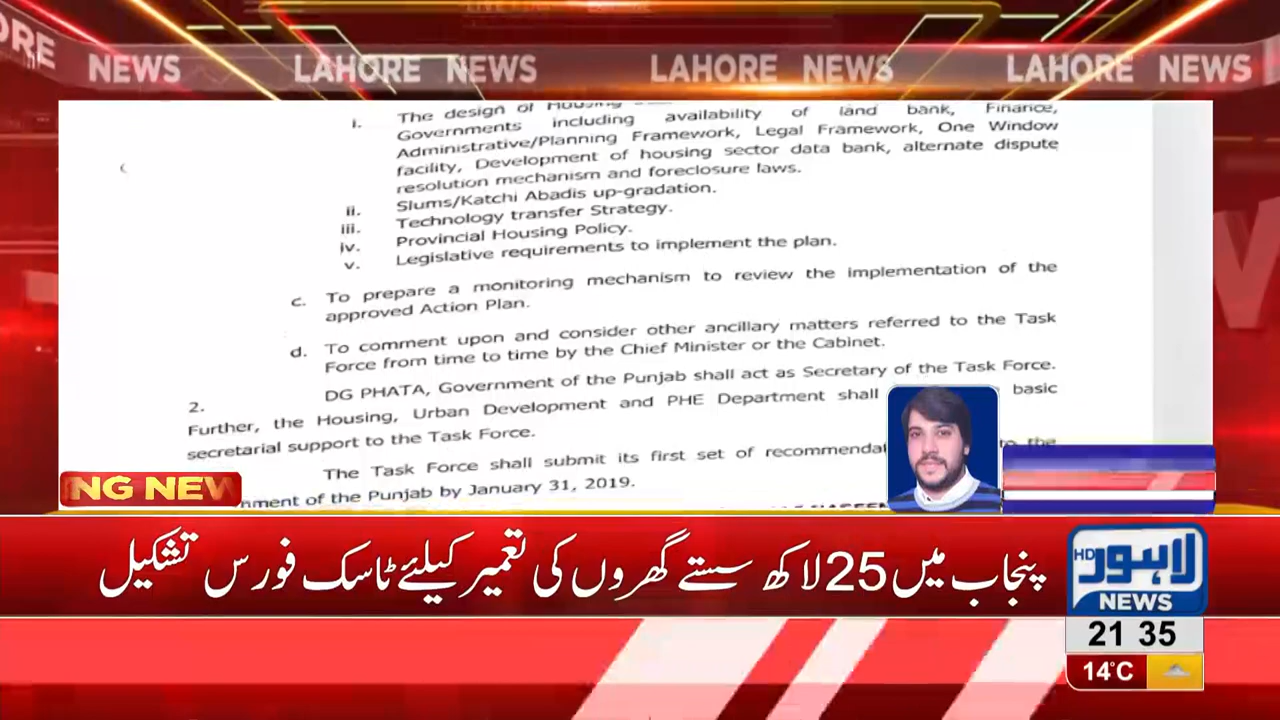 NEWS LAHORE NEWS LAHORE NEWS LAHORE NEWS
i. The design of Housing
Governments including availability of land bank, Finance,
Administrative/Planning Framework, Legal Framework, One Window
facility, Development of housing sector data bank, alternate dispute
resolution mechanism and foreclosure laws.
ii. Slums/Katchi Abadis up-gradation.
iii. Technology transfer Strategy.
iv. Provincial Housing Policy.
v. Legislative requirements to implement the plan.
c. To prepare a monitoring mechanism to review the implementation of the
approved Action Plan.
d. To comment upon and consider other ancillary matters referred to the Task
Force from time to time by the Chief Minister or the Cabinet.
2. DG PHATA, Government of the Punjab shall act as Secretary of the Task Force.
Further, the Housing, Urban Development and PHE Department shall basic
secretarial support to the Task Force.
The Task Force shall submit its first set of to the
of the Punjab by January 31, 2019.
NG NEW
پنجاب میں 25 لاکھ سستے گھروں کی تعمیر کیلئے ٹاسک فورس تشکیل
لاہور HD
NEWS
21 35
14°C